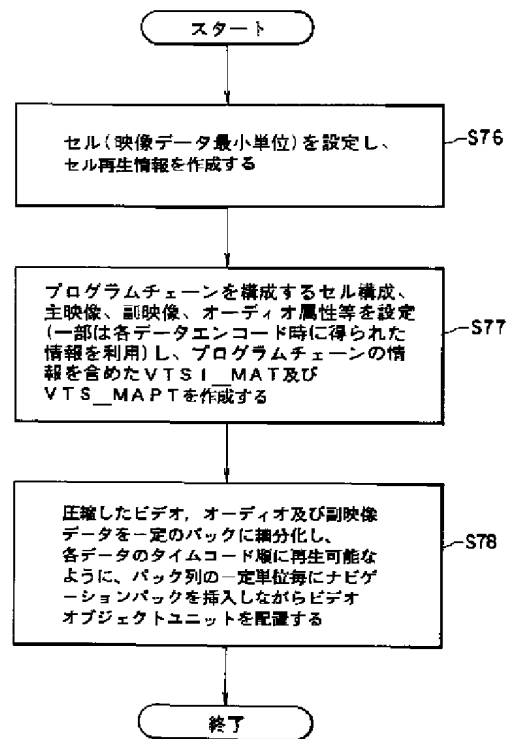 スタート
セル(映像データ最小単位)を設定し、
セル再生情報を作成する
S76
プログラムチェーンを構成するセル構成、
主映像、副映像、オーディオ属性等を設定
(一部は各データエンコード時に得られた
情報を利用)し、プログラムチェーンの情
報を含めたVTSI__MAT及び
VTS__MAPTを作成する
S77
圧縮したビデオ,オーディオ及び副映像
データを一定のパックに細分化し、
各データのタイムコード順に再生可能な
ように、パック列の一定単位毎にナビゲ
ーションパックを挿入しながらビデオ
オブジェクトユニットを配置する
S78
終了